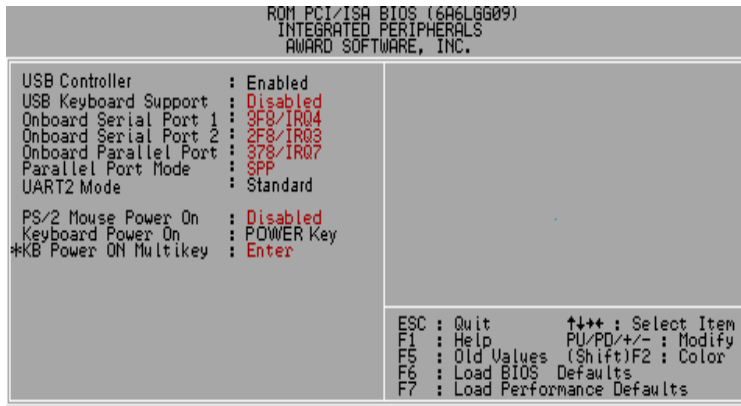 ROM PCI/ISA BIOS (6A6LGG09)
INTEGRATED PERIPHERALS
AWARD SOFTWARE, INC.
USB Controller : Enabled
USB Keyboard Support : Disabled
Onboard Serial Port 1 : 3F8/IRQ4
Onboard Serial Port 2 : 2F8/IRQ3
Onboard Parallel Port : 378/IRQ7
Parallel Port Mode : SPP
UART2 Mode : Standard
PS/2 Mouse Power On : Disabled
Keyboard Power On : POWER Key
*KB Power ON Multikey : Enter
ESC : Quit ↑↓→← : Select Item
F1 : Help PU/PD/+/- : Modify
F5 : Old Values (Shift)F2 : Color
F6 : Load BIOS Defaults
F7 : Load Performance Defaults